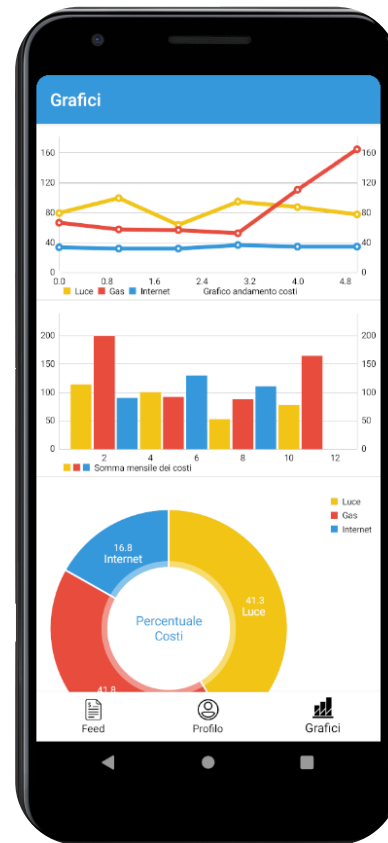 Grafici
160 160
120 120
80 80
40 40
0 0
0.0 0.8 1.6 2.4 3.2 4.0 4.8
Luce Gas Internet Grafico andamento costi
200 200
150 150
100 100
50 50
0 0
2 4 6 8 10 12
Somma mensile dei costi
Luce
Gas
Internet
16.8
Internet
41.3
Luce
Percentuale
Costi
41.8
Feed Profilo Grafici